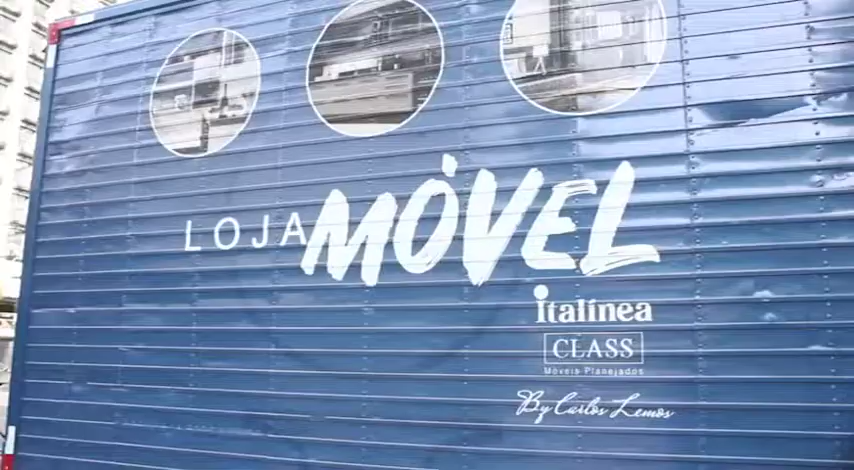 LOJA MÓVEL
italínea
CLASS
Móveis Planejados
By Carlos Lemos